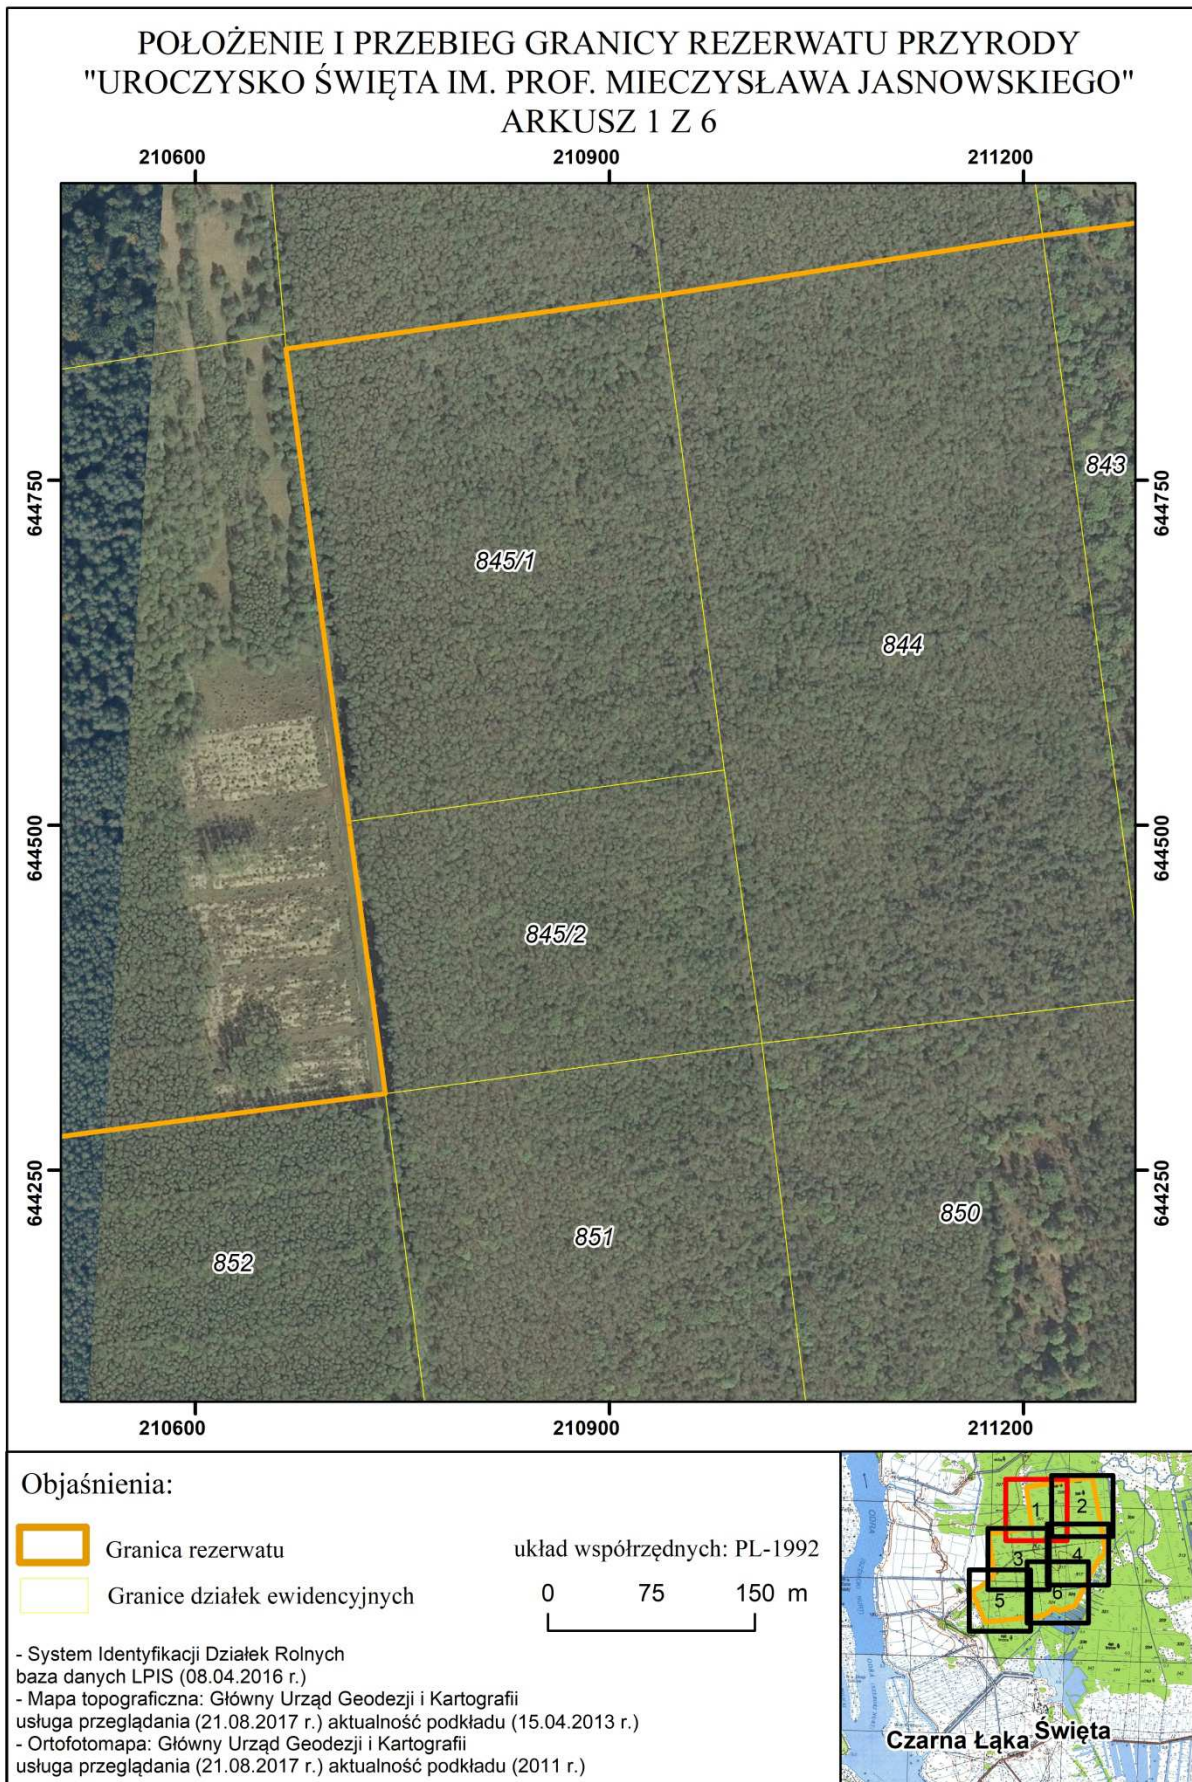 POŁOŻENIE I PRZEBIEG GRANICY REZERWATU PRZYRODY
"UROCZYSKO ŚWIĘTA IM. PROF. MIECZYSŁAWA JASNOWSKIEGO"
ARKUSZ 1 Z 6
210600 210900 211200
843
644750 644750
845/1
844
644500 644500
845/2
644250 644250
850
851
852
210600 210900 211200
Objaśnienia:
Granica rezerwatu
Granice działek ewidencyjnych
układ współrzędnych: PL-1992
0 75 150 m
- System Identyfikacji Działek Rolnych
baza danych LPIS (08.04.2016 r.)
- Mapa topograficzna: Główny Urząd Geodezji i Kartografii
usługa przeglądania (21.08.2017 r.) aktualność podkładu (15.04.2013 r.)
- Ortofotomapa: Główny Urząd Geodezji i Kartografii
usługa przeglądania (21.08.2017 r.) aktualność podkładu (2011 r.)
1 2
3 4
5 6
Czarna Łąka Święta